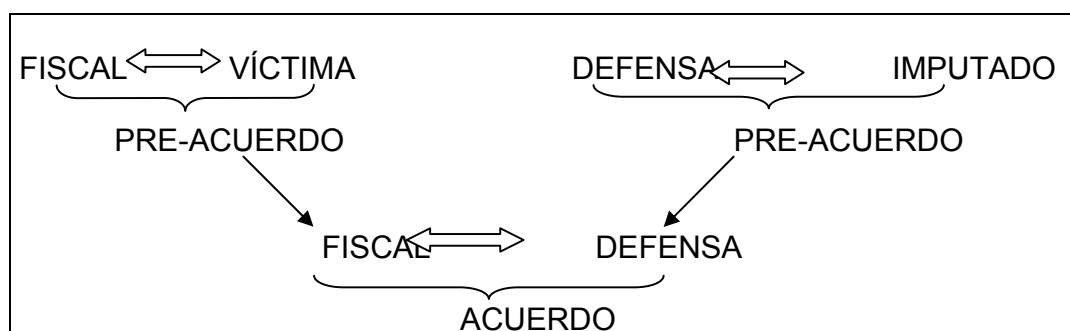 FISCAL VÍCTIMA DEFENSA IMPUTADO
PRE-ACUERDO PRE-ACUERDO
FISCAL DEFENSA
ACUERDO